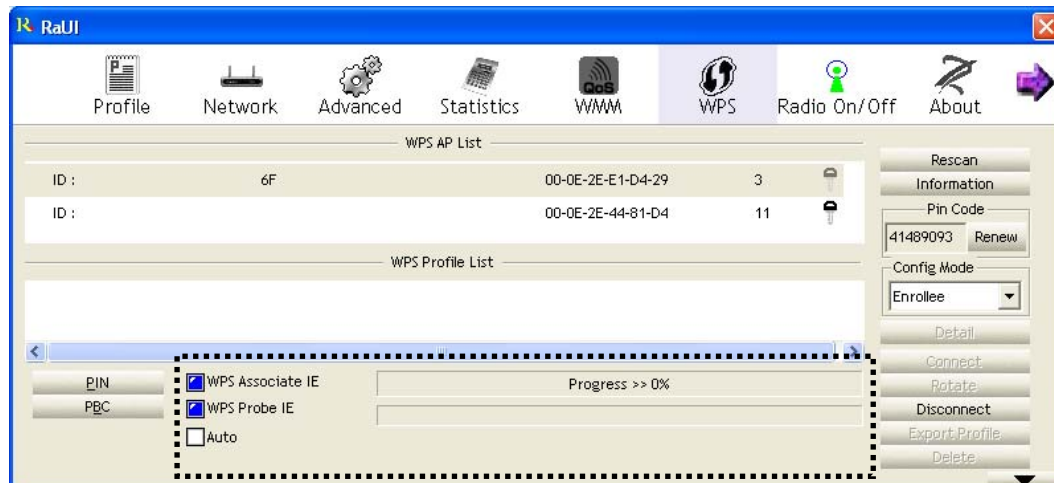 RaUI
Profile Network Advanced Statistics WMM WPS Radio On/Off About
QoS
WPS AP List
ID : 6F 00-0E-2E-E1-D4-29 3
ID : 00-0E-2E-44-81-D4 11
WPS Profile List
Rescan
Information
Pin Code
41489093 Renew
Config Mode
Enrollee
Detail
Connect
Rotate
Disconnect
Export Profile
Delete
PIN
PBC
WPS Associate IE
WPS Probe IE
Auto
Progress >> 0%